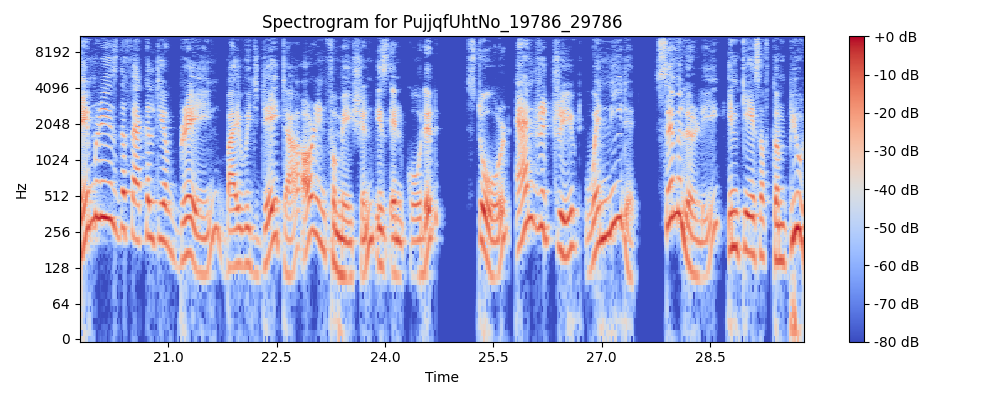 Spectrogram for PujjqfUhtNo_19786_29786
8192
4096
2048
1024
512
256
128
64
0
Hz
21.0 22.5 24.0 25.5 27.0 28.5
Time
+0 dB
-10 dB
-20 dB
-30 dB
-40 dB
-50 dB
-60 dB
-70 dB
-80 dB